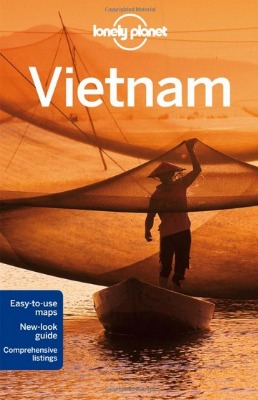 lonely planet
Vietnam
Easy-to-use
maps
New-look
guide
Comprehensive
listings